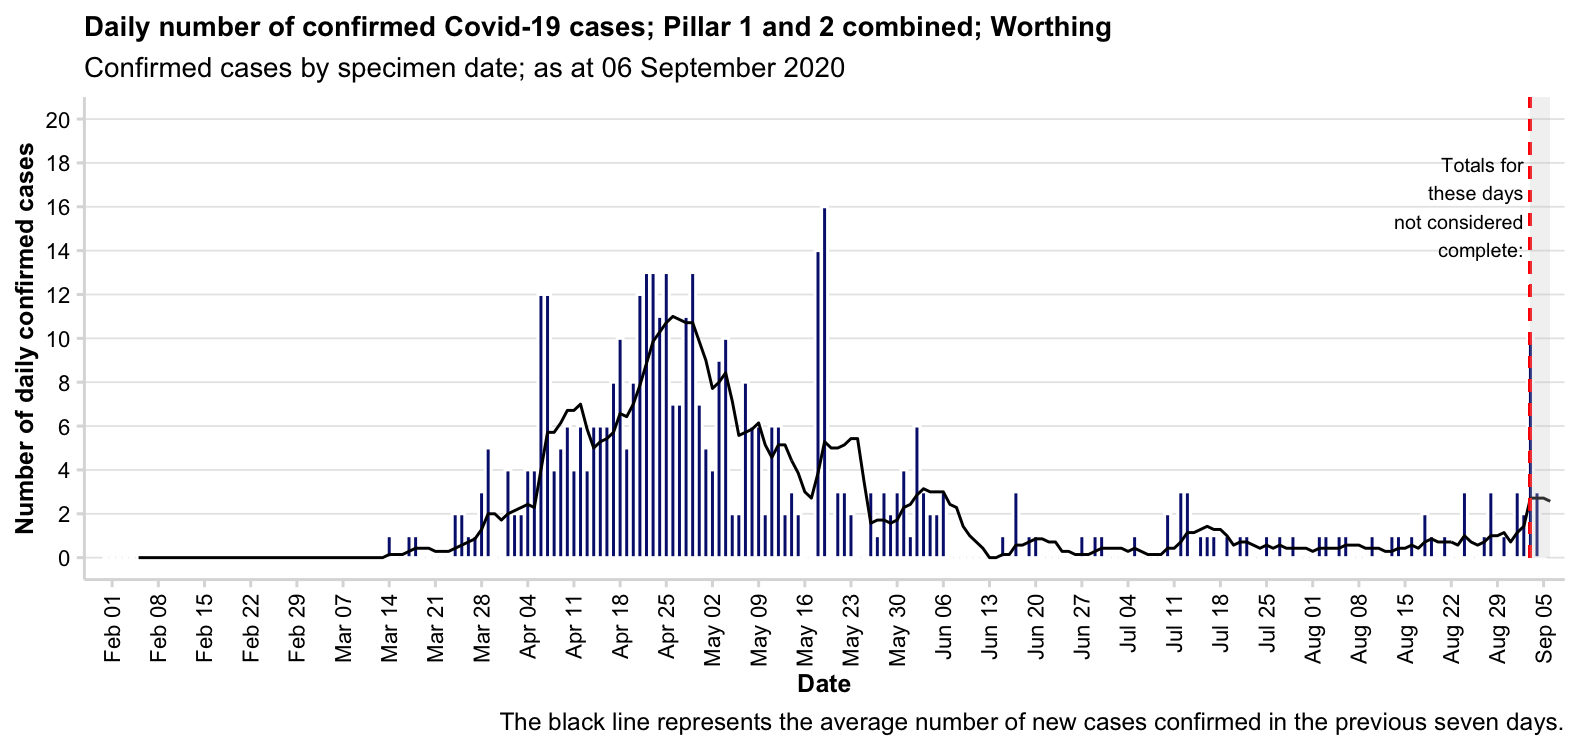 Daily number of confirmed Covid-19 cases; Pillar 1 and 2 combined; Worthing
Confirmed cases by specimen date; as at 06 September 2020
Number of daily confirmed cases
20
18
16
14
12
10
8
6
4
2
0
Totals for
these days
not considered
complete:
Feb 01
Feb 08
Feb 15
Feb 22
Feb 29
Mar 07
Mar 14
Mar 21
Mar 28
Apr 04
Apr 11
Apr 18
Apr 25
May 02
May 09
May 16
May 23
May 30
Jun 06
Jun 13
Jun 20
Jun 27
Jul 04
Jul 11
Jul 18
Jul 25
Aug 01
Aug 08
Aug 15
Aug 22
Aug 29
Sep 05
Date
The black line represents the average number of new cases confirmed in the previous seven days.